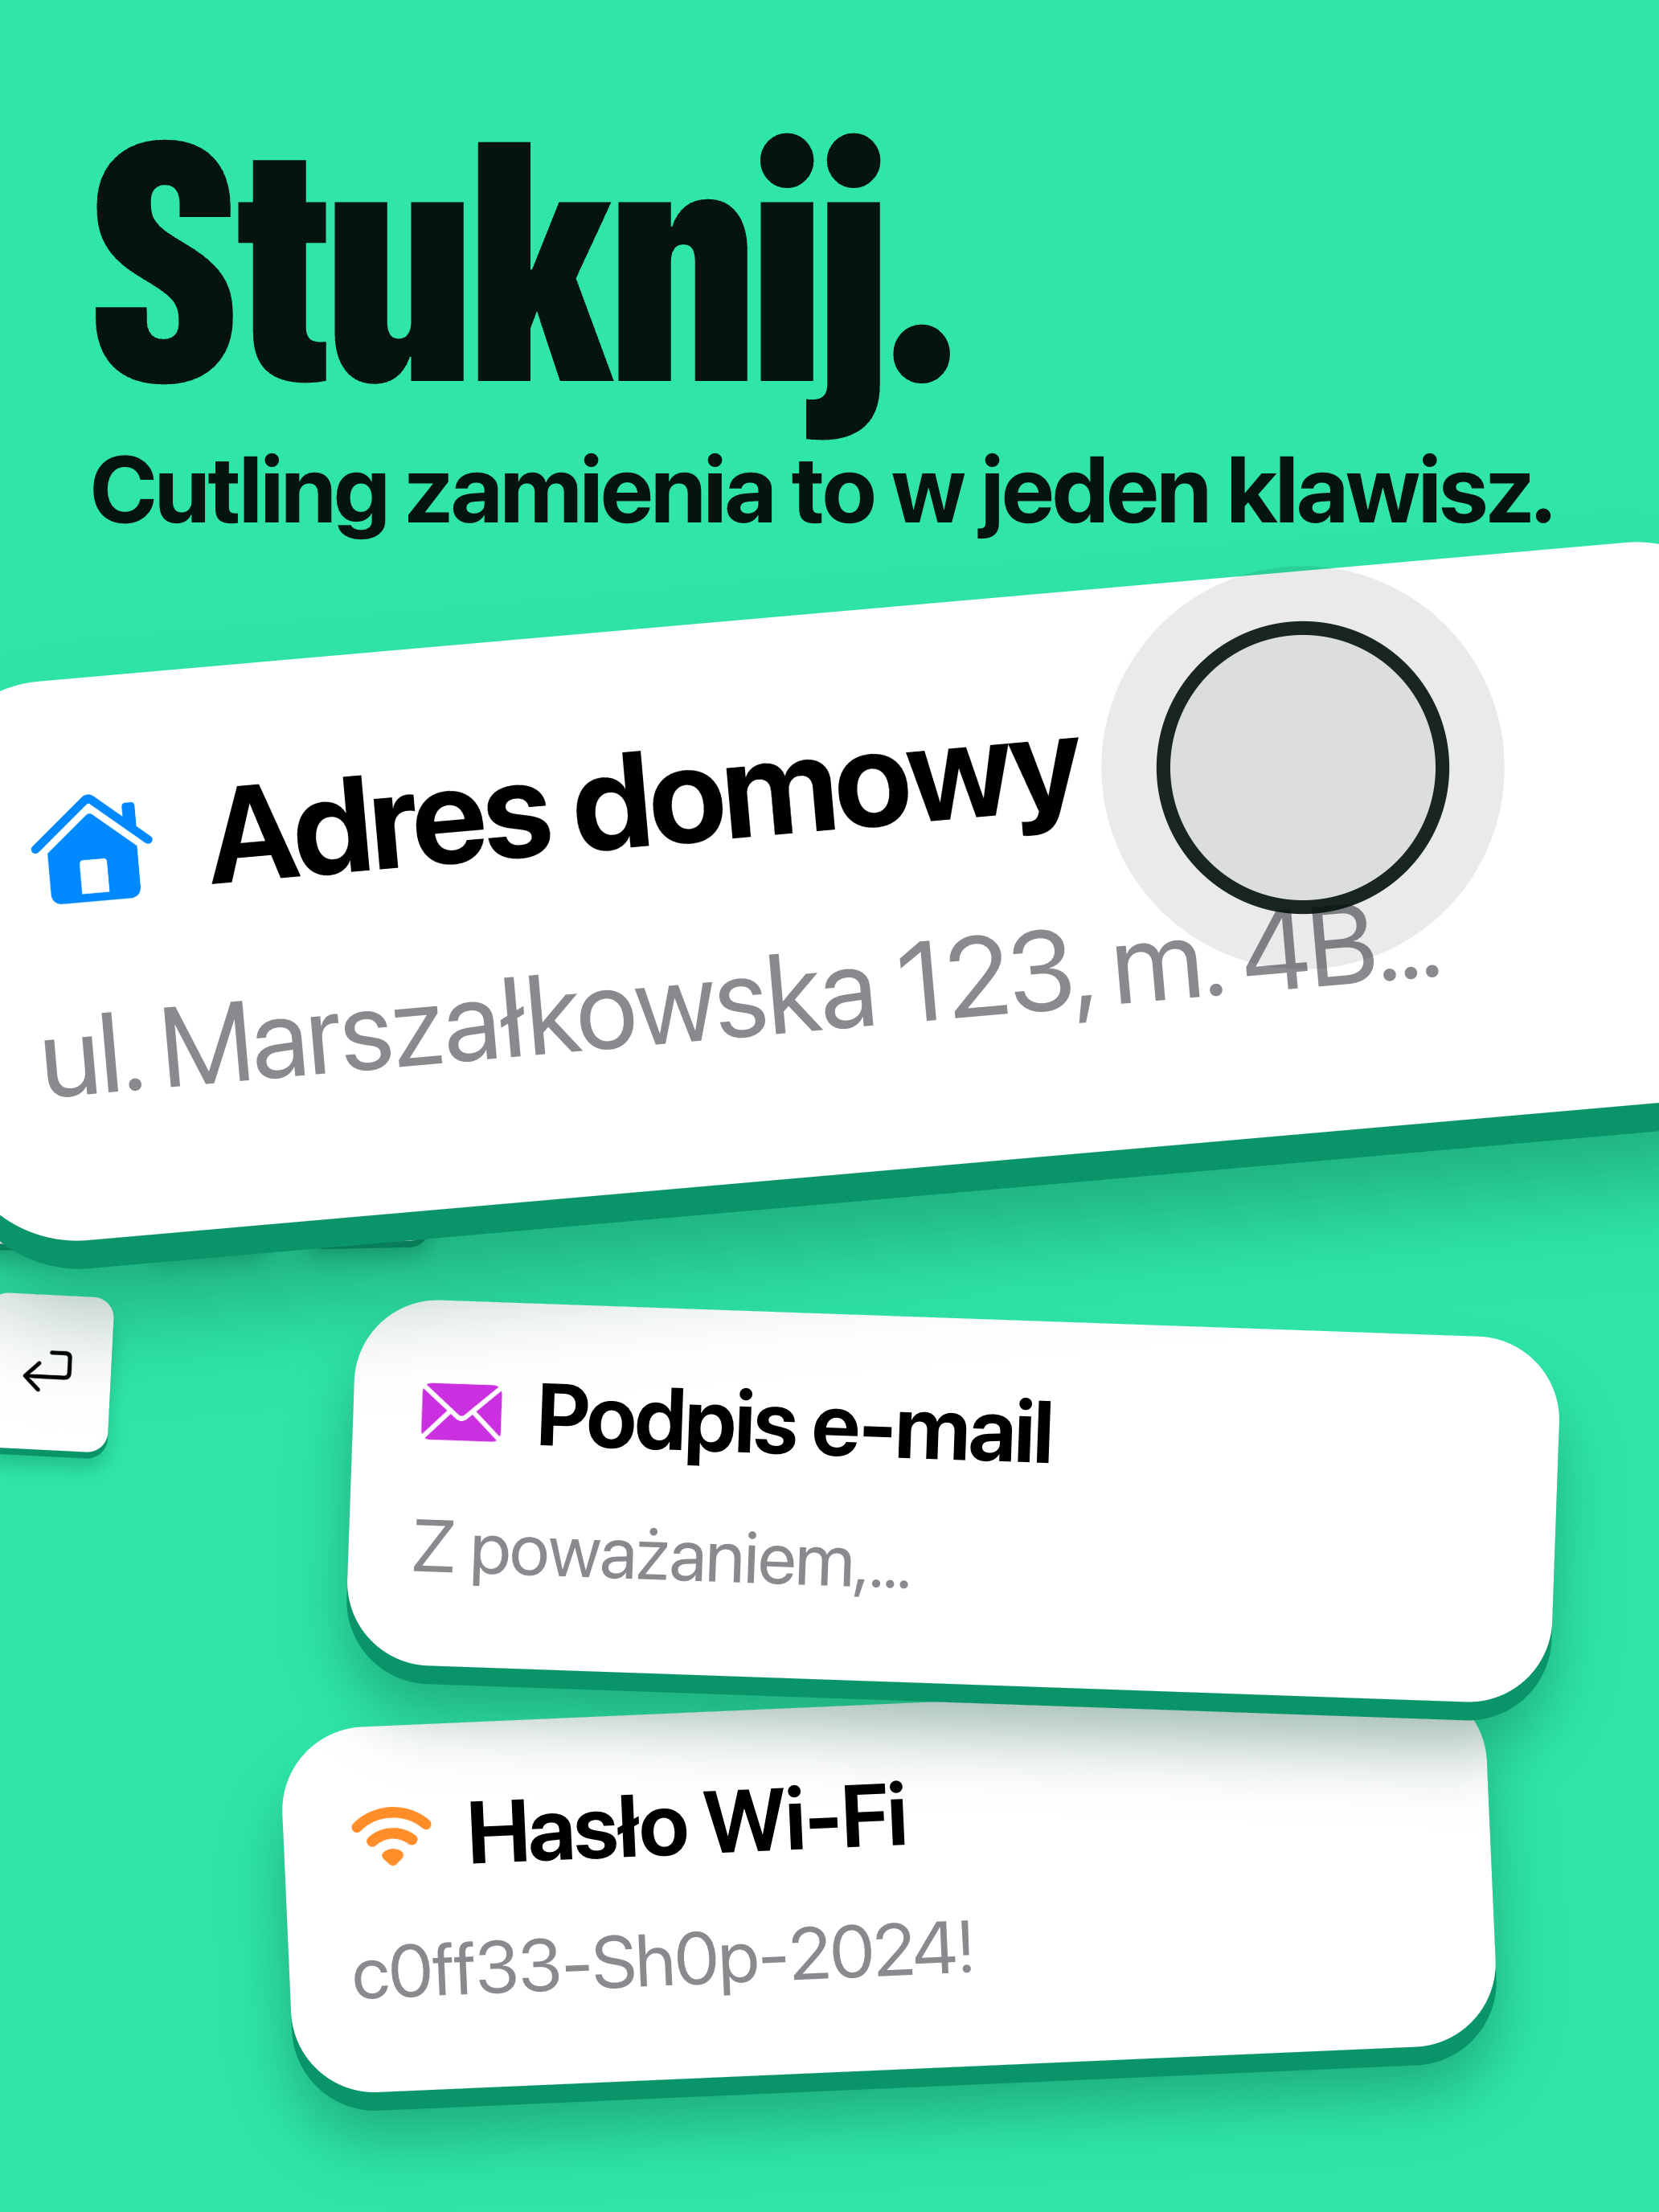 Stuknij.
Cutling zamienia to w jeden klawisz.
Adres domowy
ul. Marszałkowska 123, m. 4B...
Podpis e-mail
Z poważaniem,...
Hasło Wi-Fi
c0ff33-Sh0p-2024!